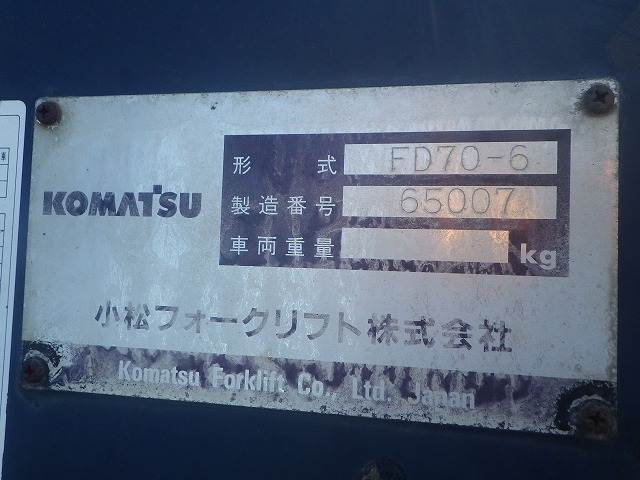 KOMATSU
形 式 FD70-6
製造番号 65007
車両重量 kg
小松フォークリフト株式会社
Komatsu Forklift Co., Ltd. Japan